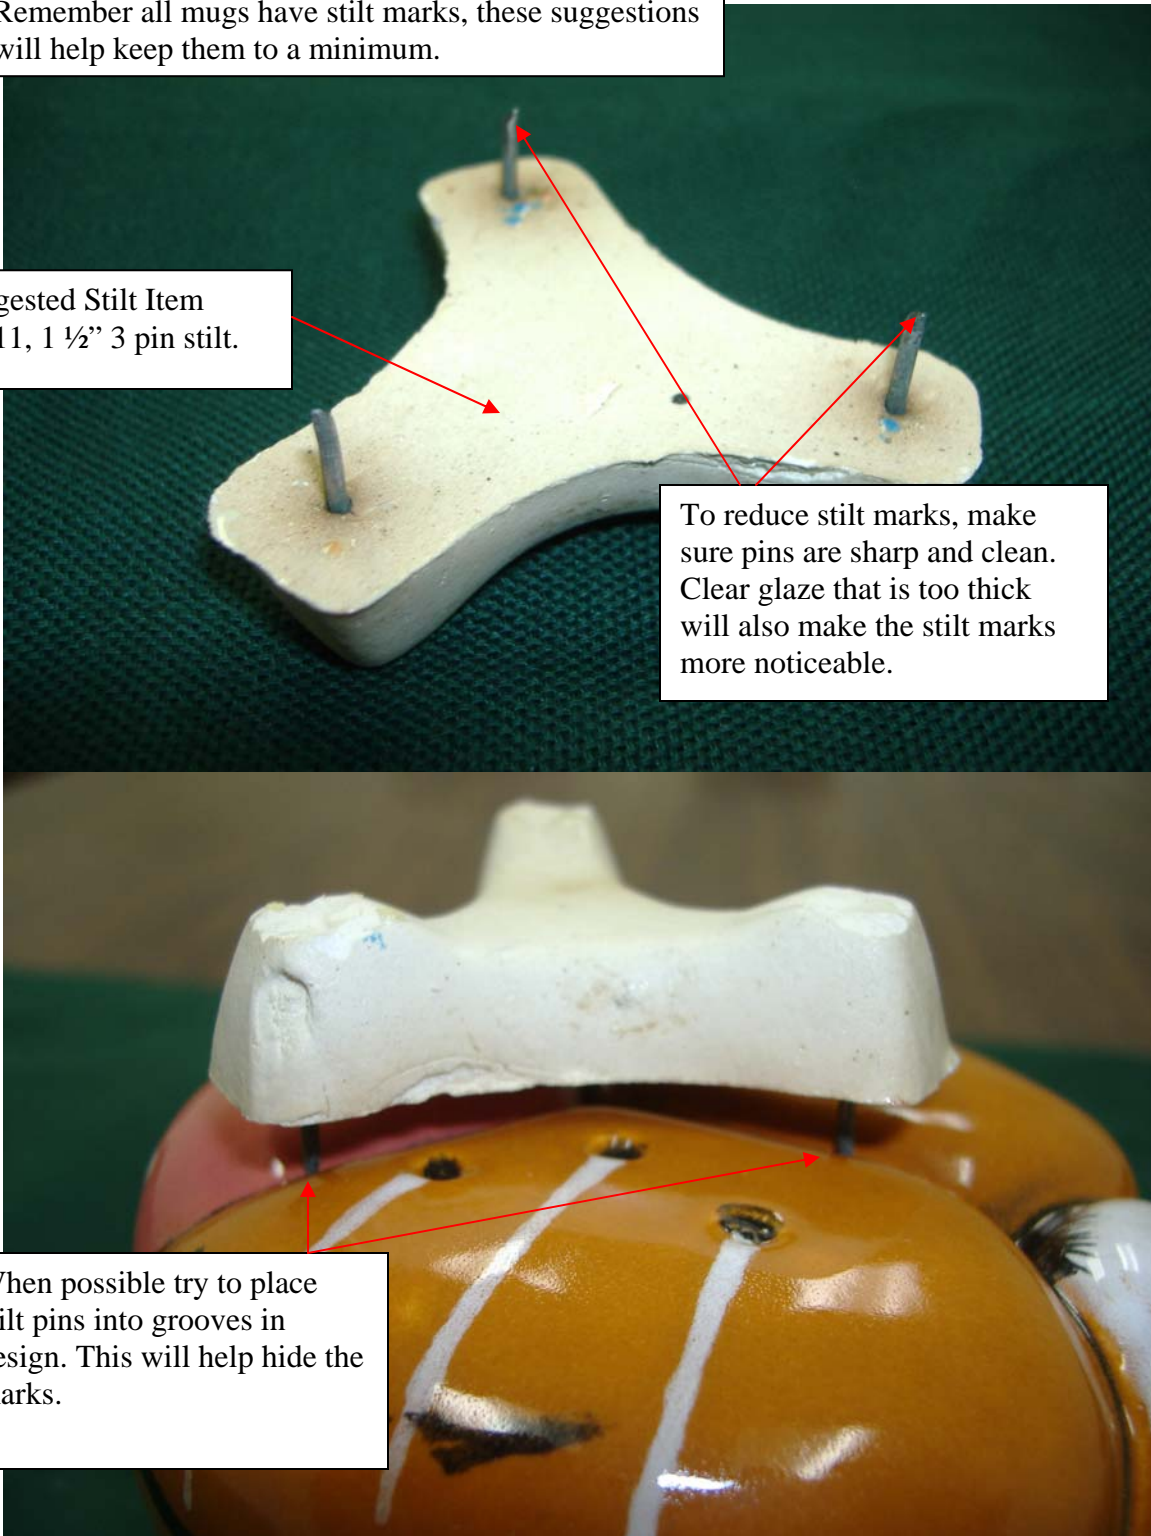 Remember all mugs have stilt marks, these suggestions
will help keep them to a minimum.
gested Stilt Item
11, 1 ½” 3 pin stilt.
To reduce stilt marks, make
sure pins are sharp and clean.
Clear glaze that is too thick
will also make the stilt marks
more noticeable.
When possible try to place
ilt pins into grooves in
esign. This will help hide the
arks.